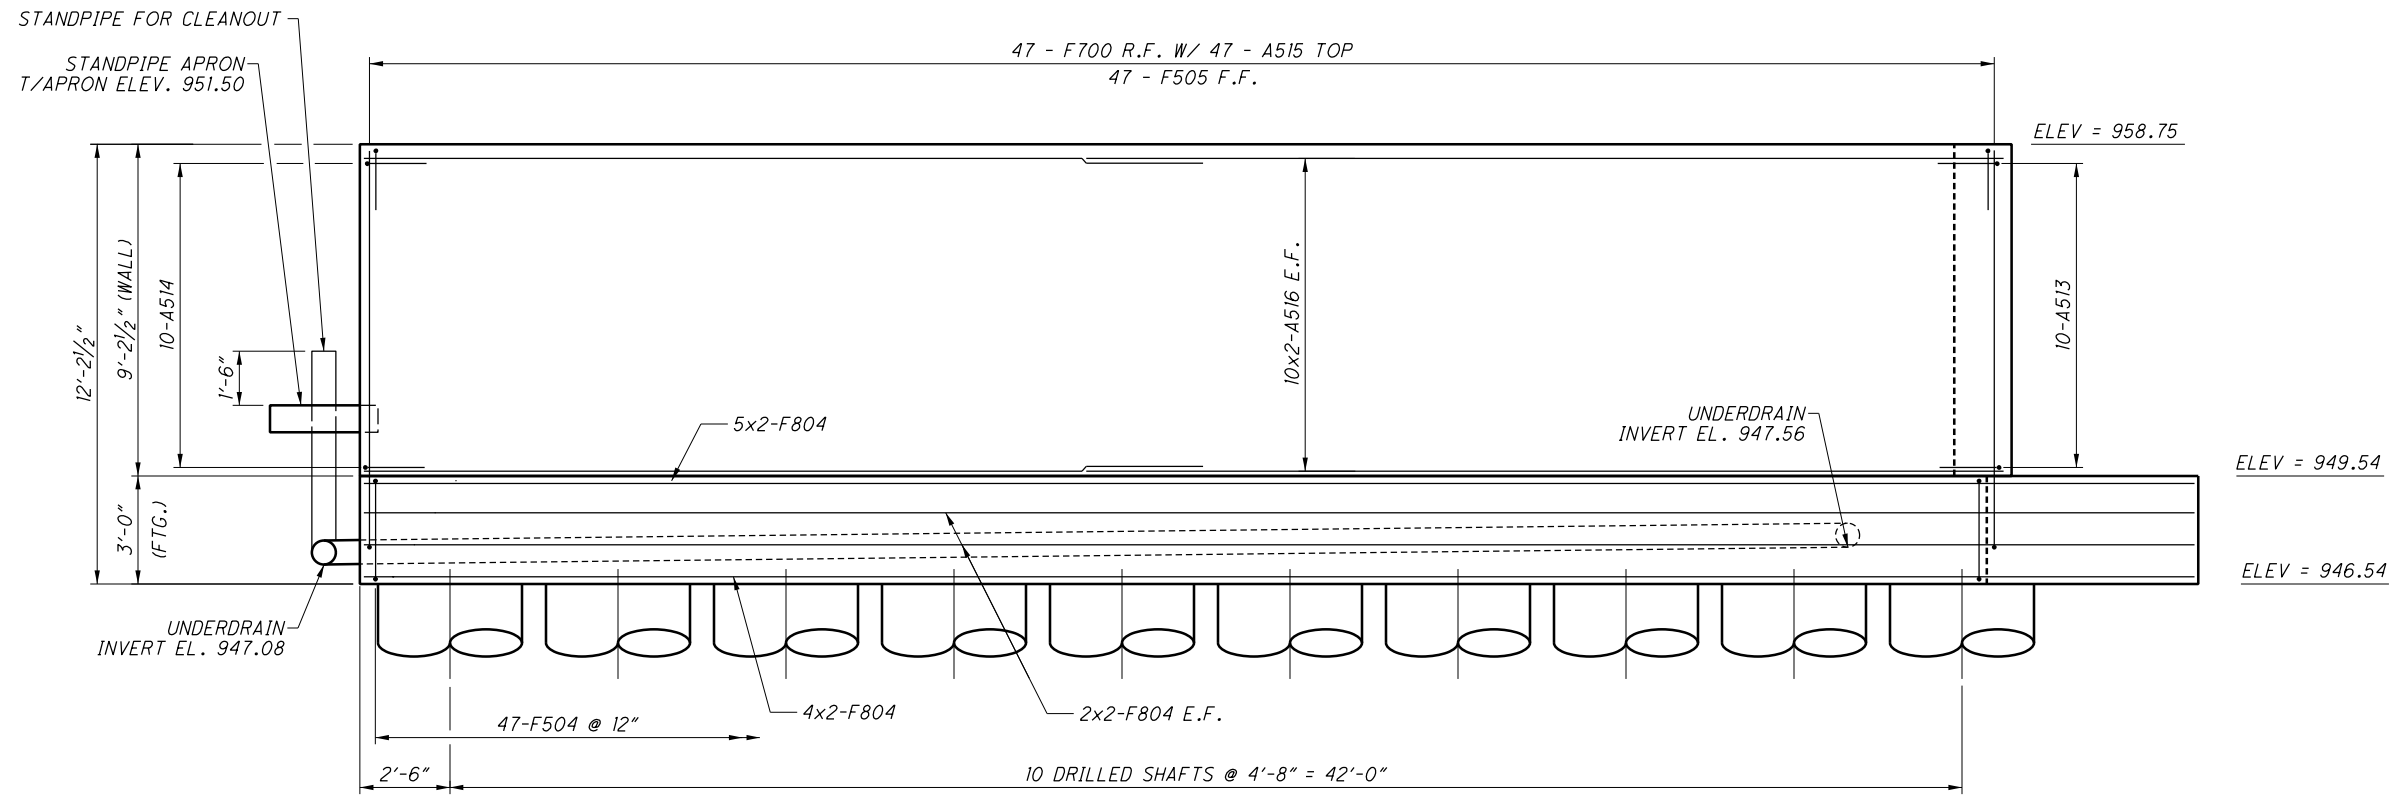 STANDPIPE FOR CLEANOUT
STANDPIPE APRON
T/APRON ELEV. 951.50
47 - F700 R.F. W/ 47 - A515 TOP
47 - F505 F.F.
ELEV = 958.75
12'-2½"
9'-2½" (WALL)
10-A514
1'-6"
10x2-A516 E.F.
10-A513
5x2-F804
UNDERDRAIN
INVERT EL. 947.56
ELEV = 949.54
3'-0"
(FTG.)
ELEV = 946.54
UNDERDRAIN
INVERT EL. 947.08
4x2-F804
2x2-F804 E.F.
47-F504 @ 12"
2'-6"
10 DRILLED SHAFTS @ 4'-8" = 42'-0"